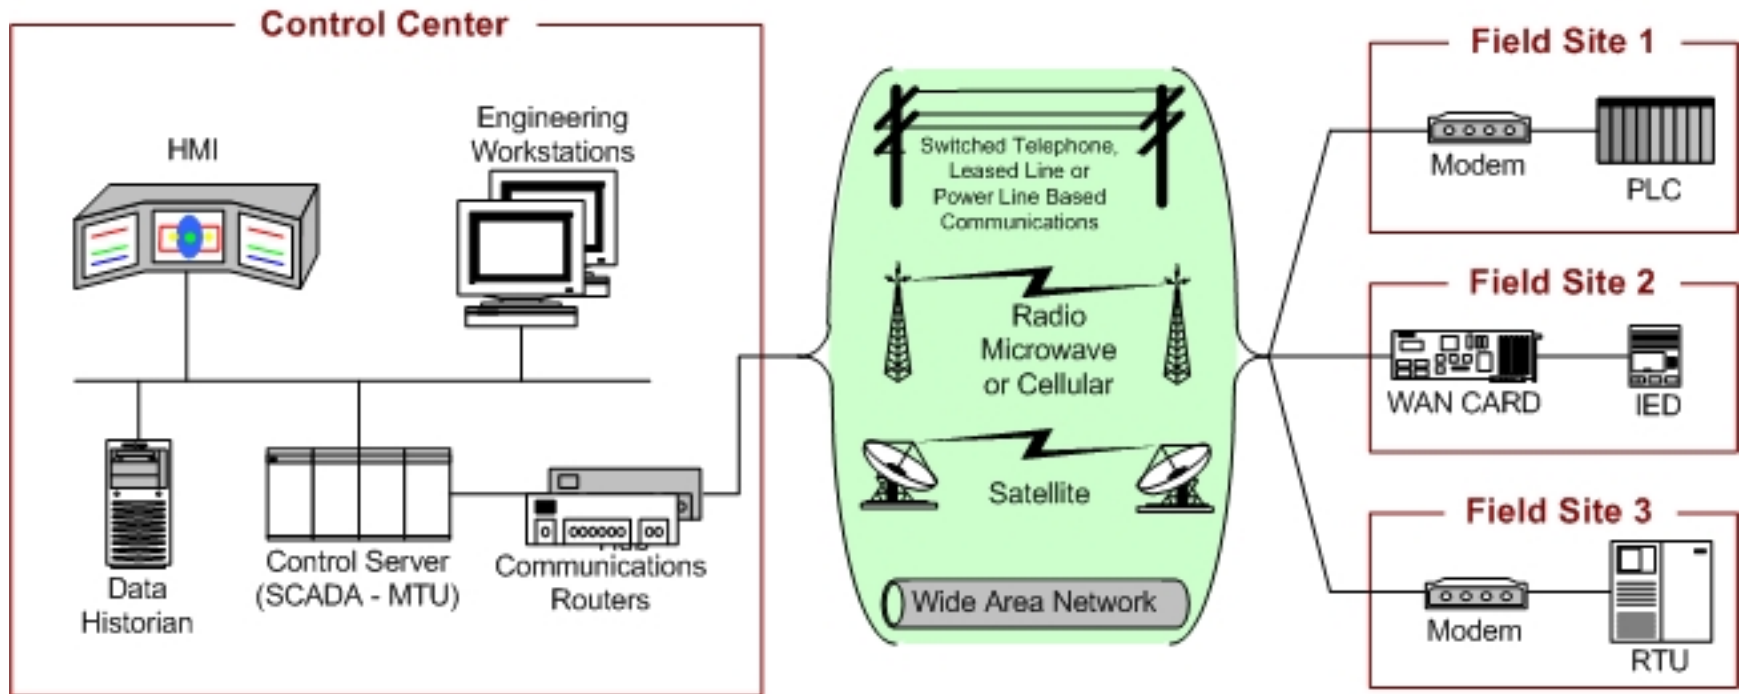 Control Center
HMI
Engineering
Workstations
Data
Historian
Control Server
(SCADA - MTU)
Communications
Routers
Switched Telephone,
Leased Line or
Power Line Based
Communications
Radio
Microwave
or Cellular
Satellite
Wide Area Network
Field Site 1
Modem
PLC
Field Site 2
WAN CARD
IED
Field Site 3
Modem
RTU